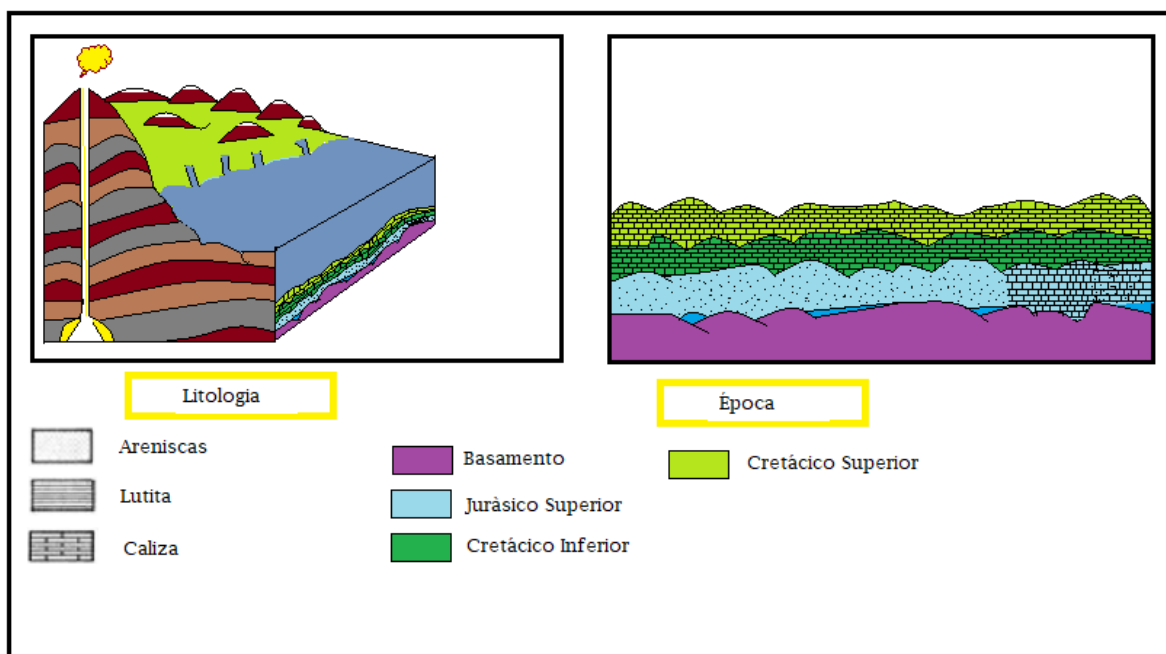 Litologia
Época
Areniscas
Lutita
Caliza
Basamento
Juràsico Superior
Cretácico Inferior
Cretácico Superior